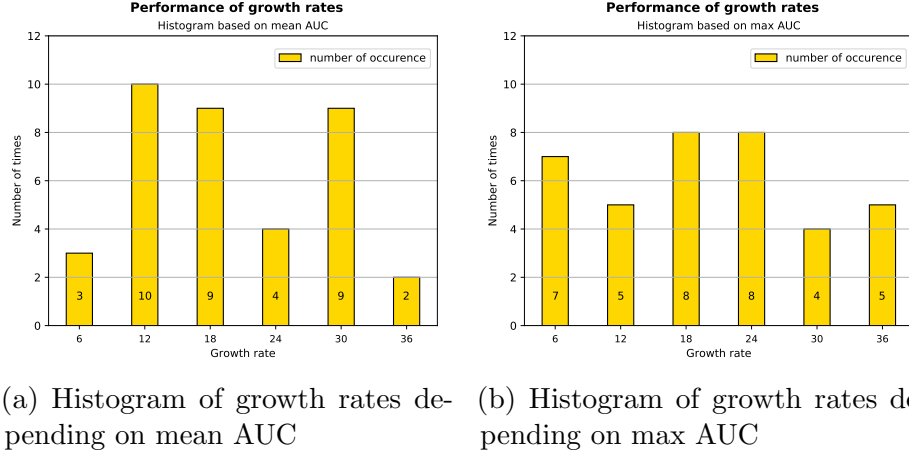 Performance of growth rates
Histogram based on mean AUC
number of occurence
12
10
8
6
4
2
0
Number of times
3
10
9
4
9
2
6
12
18
24
30
36
Growth rate
(a) Histogram of growth rates de-
pending on mean AUC
Performance of growth rates
Histogram based on max AUC
number of occurence
12
10
8
6
4
2
0
Number of times
7
5
8
8
4
5
6
12
18
24
30
36
Growth rate
(b) Histogram of growth rates
pending on max AUC